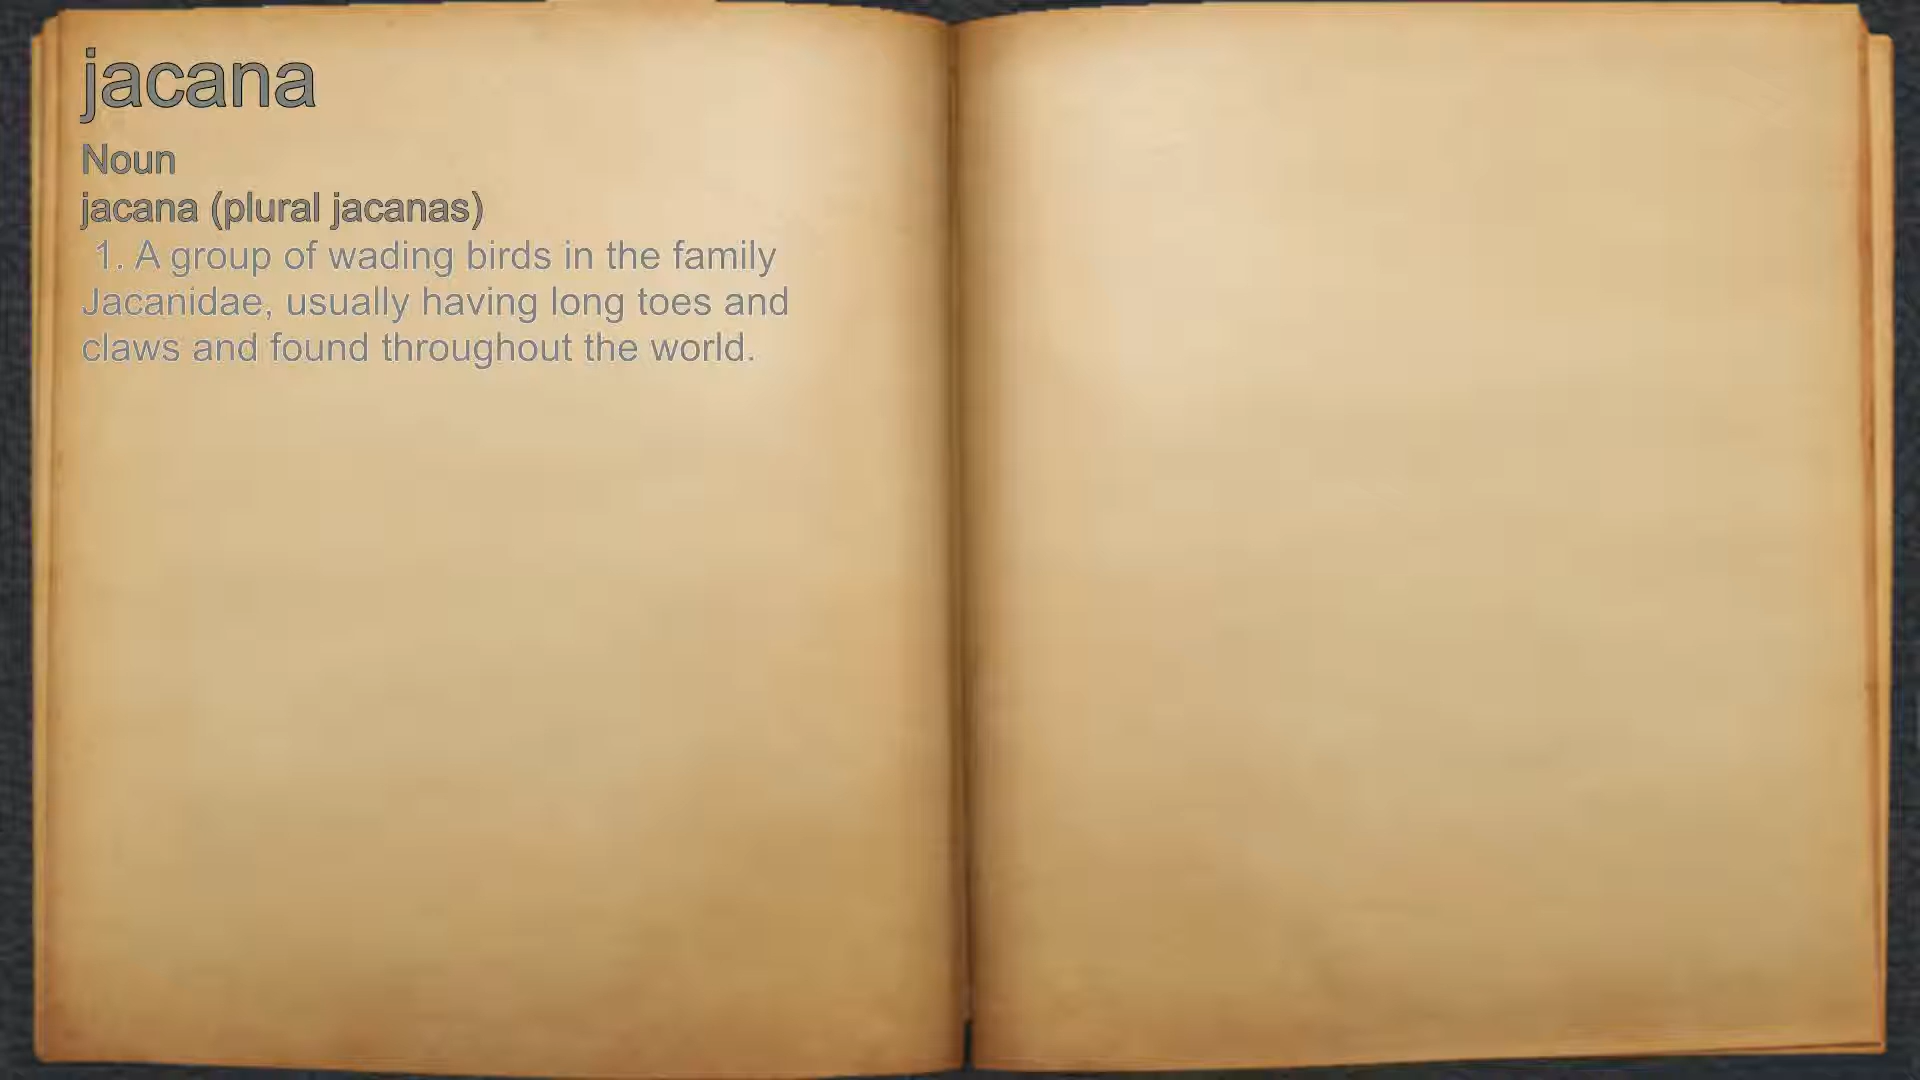 jacana
Noun
jacana (plural jacanas)
1. A group of wading birds in the family
Jacanidae, usually having long toes and
claws and found throughout the world.